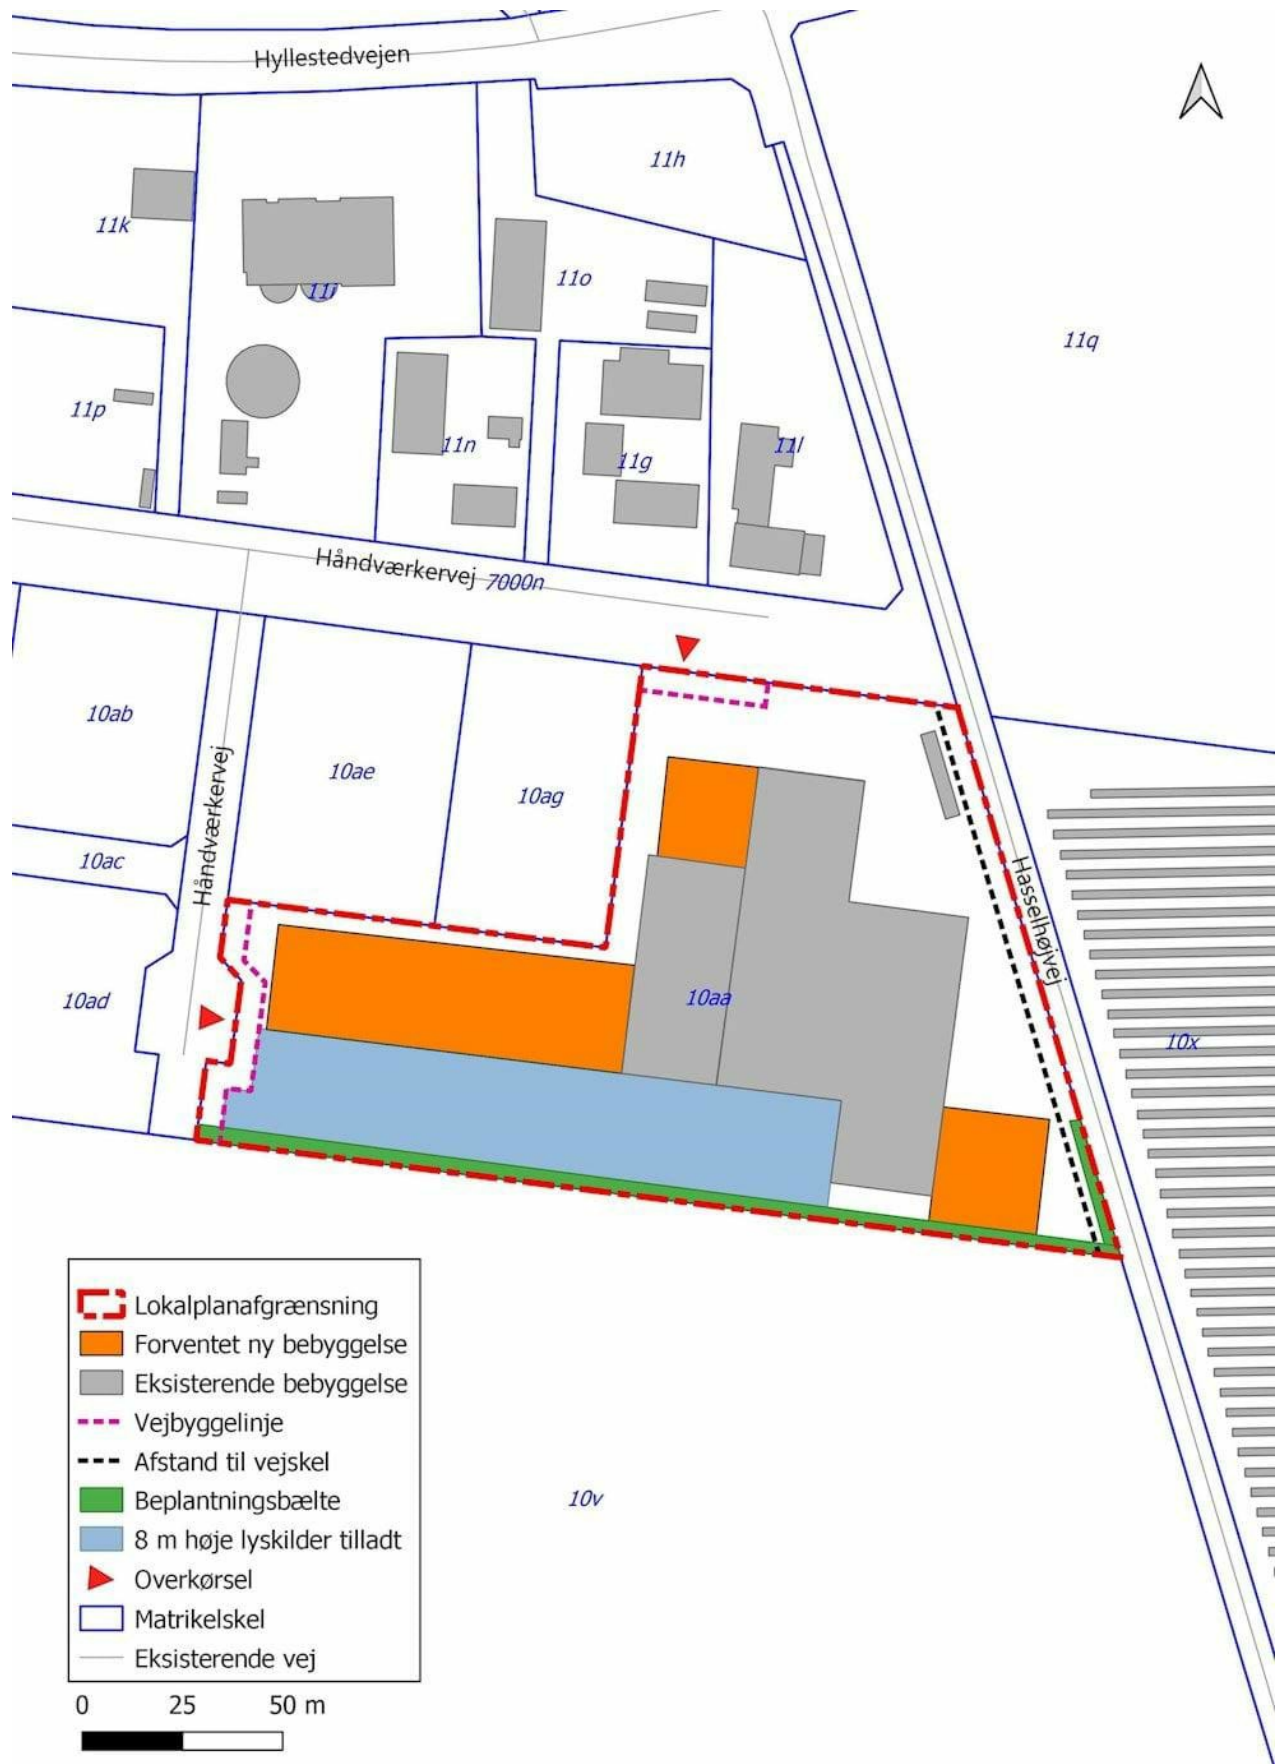 Hyllestedvejen
11h
11k
11o
11i
11q
11p
11n
11g
11l
Håndværkervej
7000n
10ab
10ae
10ag
Håndværkervej
10ac
Hasselhøjvej
10ad
10aa
10x
Lokalplanafgrænsning
Forventet ny bebyggelse
Eksisterende bebyggelse
Vejbyggelinje
Afstand til vejskel
Beplantningsbælte
8 m høje lyskilder tilladt
Overkørsel
Matrikelskel
Eksisterende vej
10v
0 25 50 m